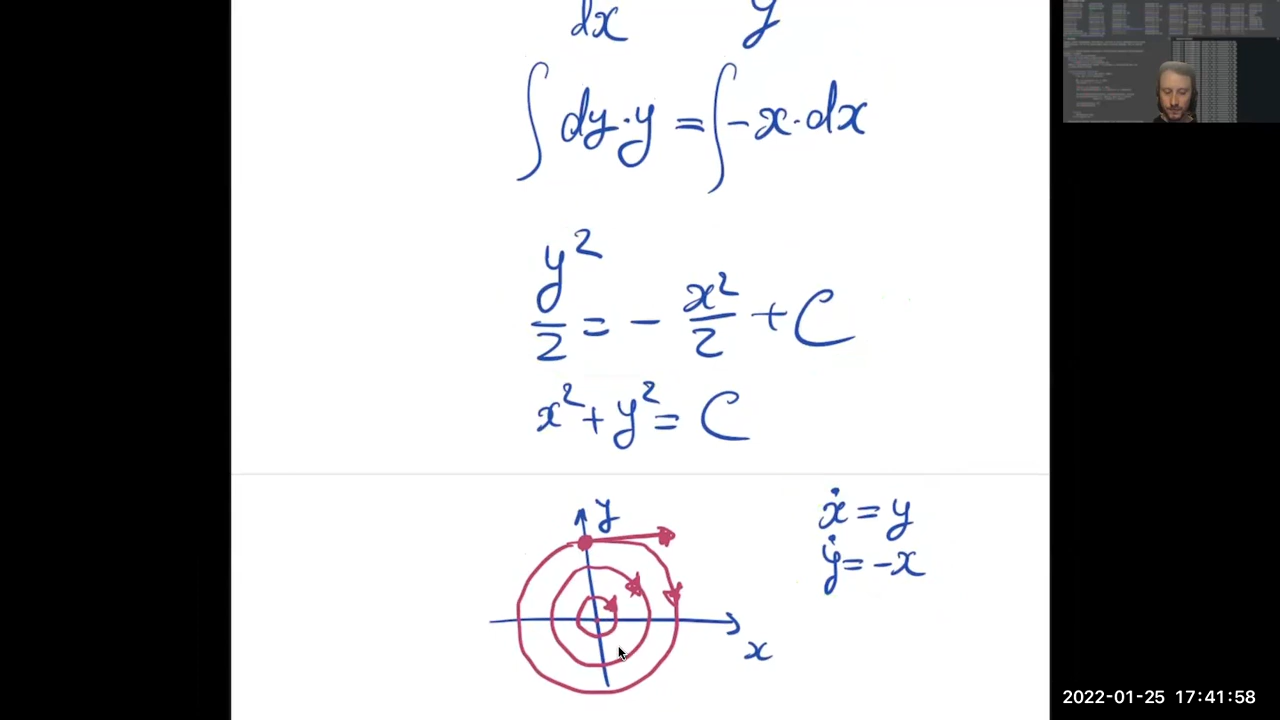 dx y
∫ dy·y = ∫ -x·dx
y²/2 = - x²/2 + C
x² + y² = C
y
x
ẋ = y
ẏ = -x
2022-01-25 17:41:58